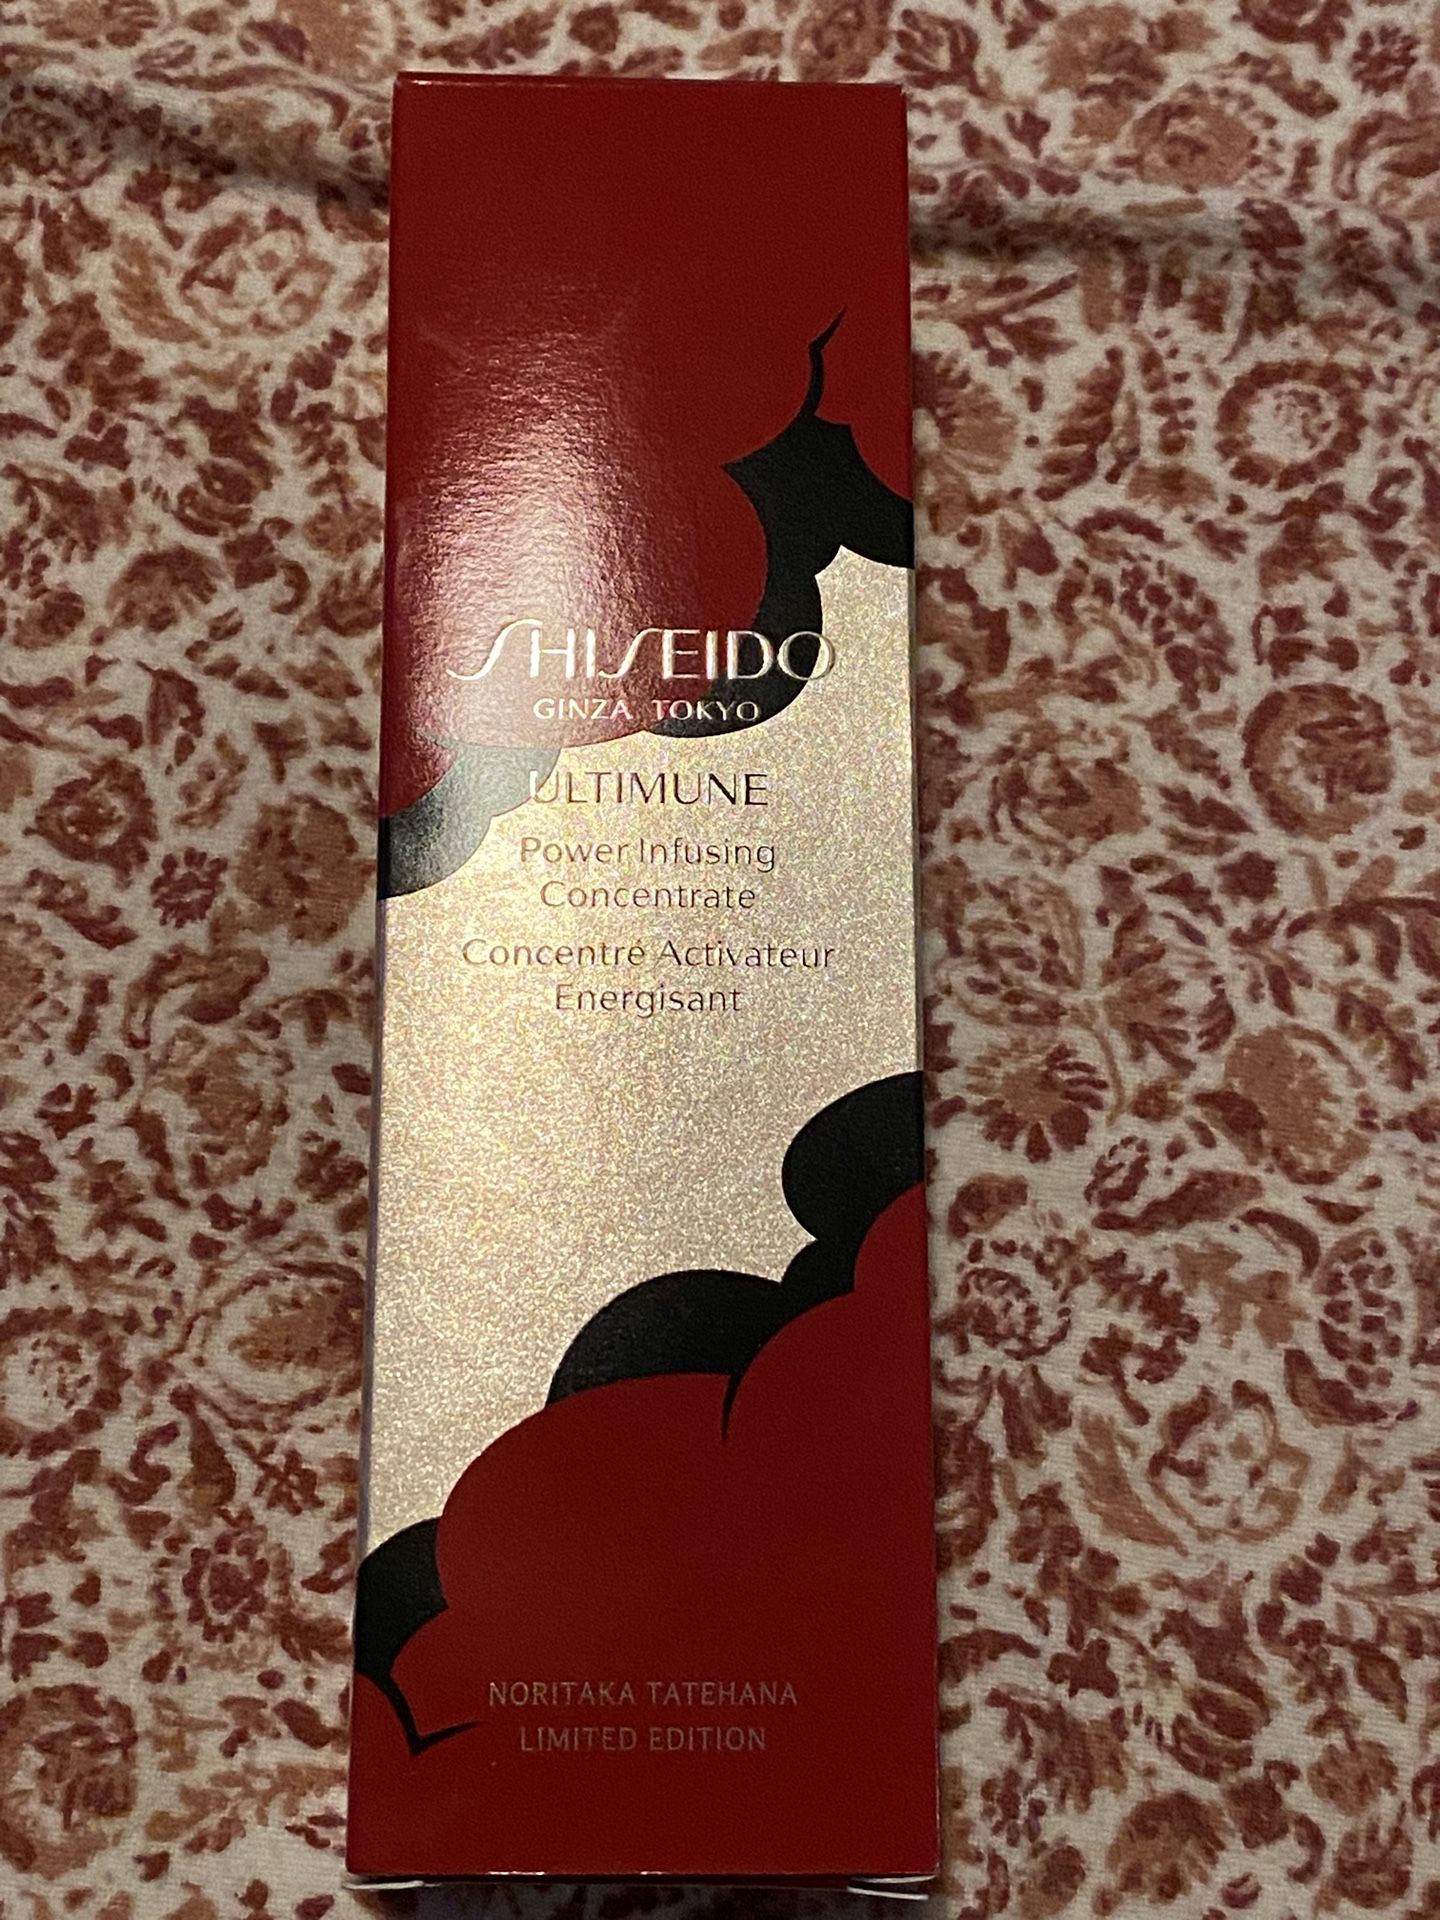 SHISEIDO
GINZA TOKYO
ULTIMUNE
Power Infusing
Concentrate
Concentré Activateur
Energisant
NORITAKA TATEHANA
LIMITED EDITION